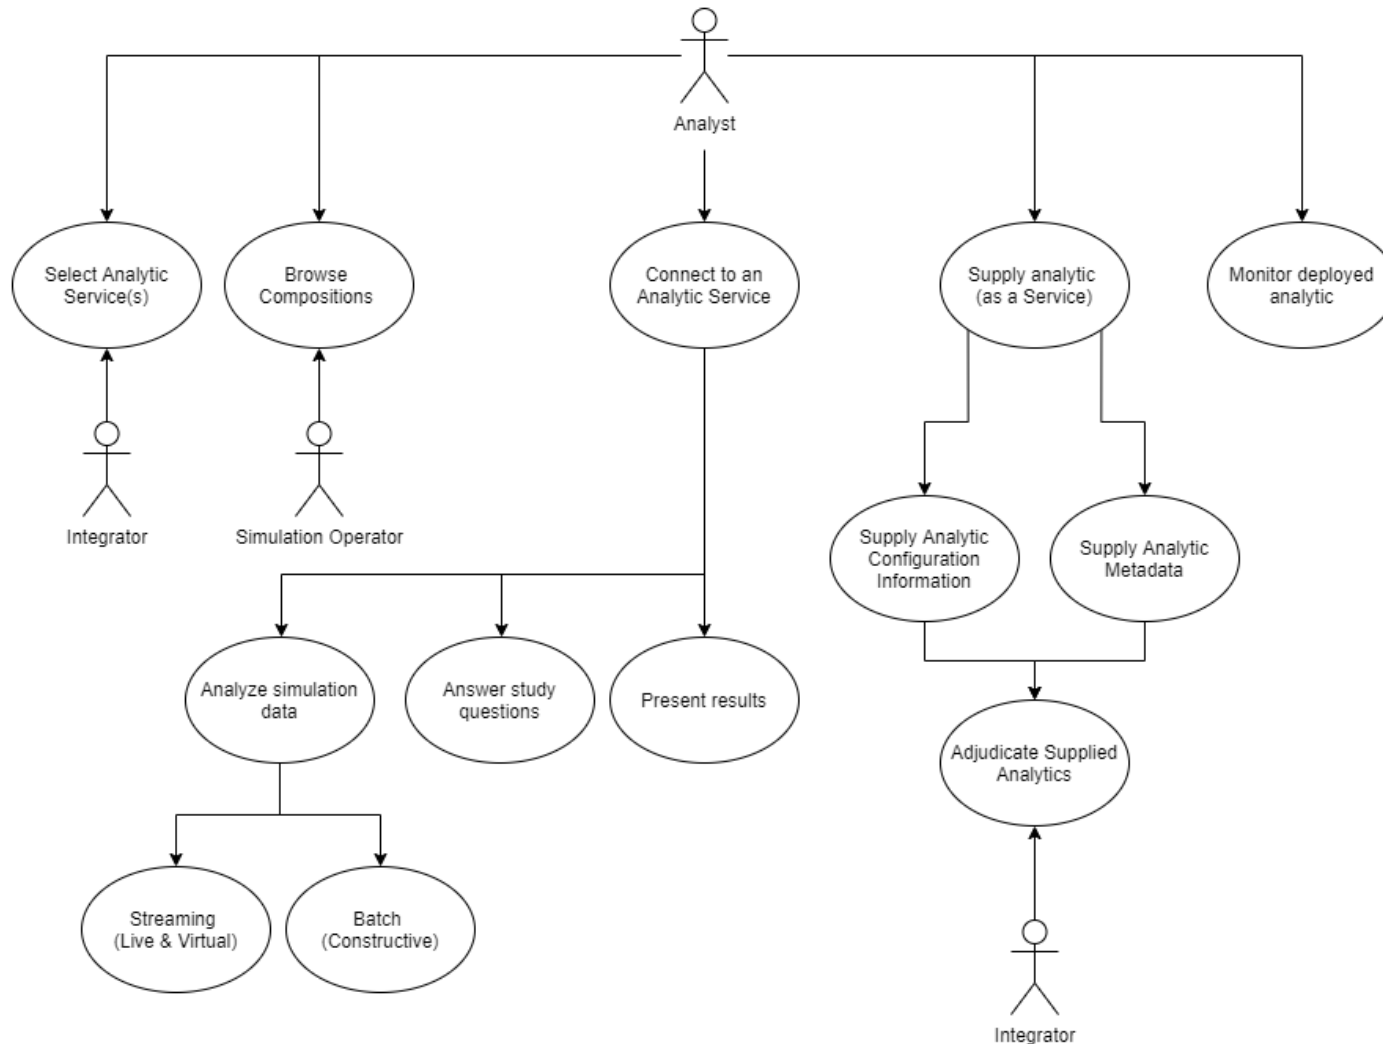 Analyst
Select Analytic
Service(s)
Browse
Compositions
Connect to an
Analytic Service
Supply analytic
(as a Service)
Monitor deployed
analytic
Integrator
Simulation Operator
Supply Analytic
Configuration
Information
Supply Analytic
Metadata
Analyze simulation
data
Answer study
questions
Present results
Adjudicate Supplied
Analytics
Streaming
(Live & Virtual)
Batch
(Constructive)
Integrator